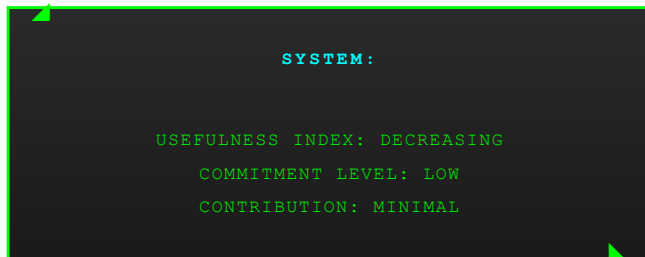 SYSTEM:
USEFULNESS INDEX: DECREASING
COMMITMENT LEVEL: LOW
CONTRIBUTION: MINIMAL